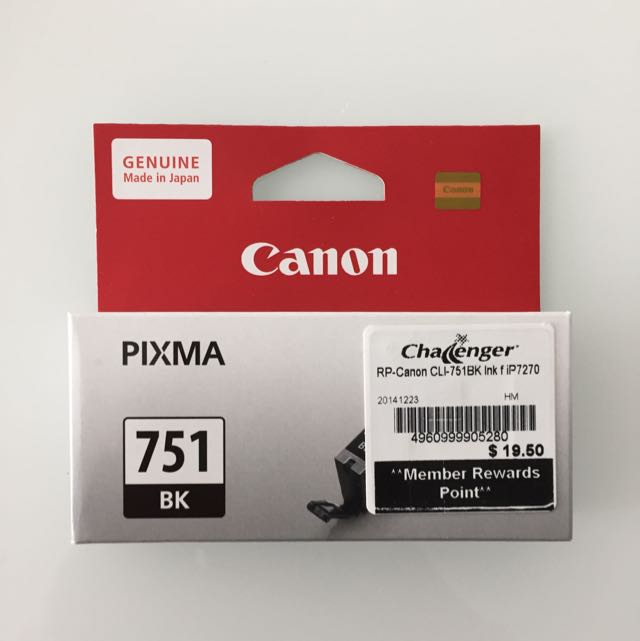 GENUINE
Made in Japan
Canon
Canon
PIXMA
751
BK
Challenger
RP-Canon CLI-751BK Ink f iP7270
20141223 HM
4960999905280
$ 19.50
^^Member Rewards
Point^^